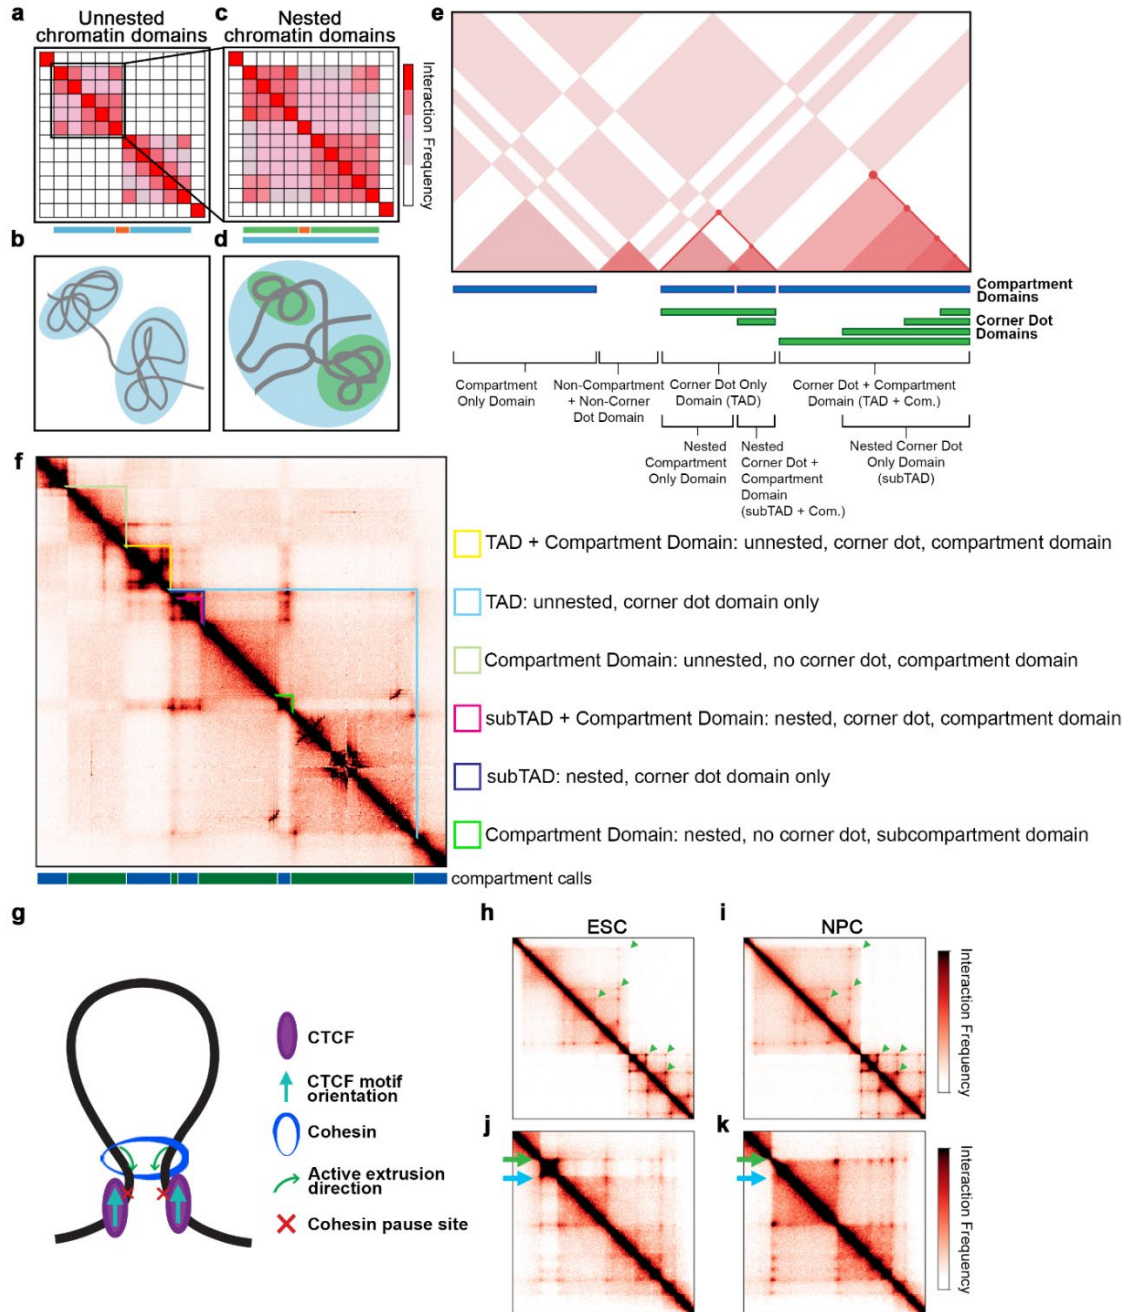 a
Unnested
chromatin domains
c
Nested
chromatin domains
Interaction Frequency
b
d
e
Compartment
Domains
Corner Dot
Domains
Compartment
Only Domain
Non-Compartment
+ Non-Corner
Dot Domain
Corner Dot Only
Domain (TAD)
Corner Dot + Compartment
Domain (TAD + Com.)
Nested
Compartment
Only Domain
Nested
Corner Dot +
Compartment
Domain
(subTAD + Com.)
Nested Corner Dot
Only Domain
(subTAD)
f
TAD + Compartment Domain: unnested, corner dot, compartment domain
TAD: unnested, corner dot domain only
Compartment Domain: unnested, no corner dot, compartment domain
subTAD + Compartment Domain: nested, corner dot, compartment domain
subTAD: nested, corner dot domain only
Compartment Domain: nested, no corner dot, subcompartment domain
compartment calls
g
CTCF
CTCF motif
orientation
Cohesin
Active extrusion
direction
Cohesin pause site
h
ESC
i
NPC
Interaction Frequency
j
k
Interaction Frequency